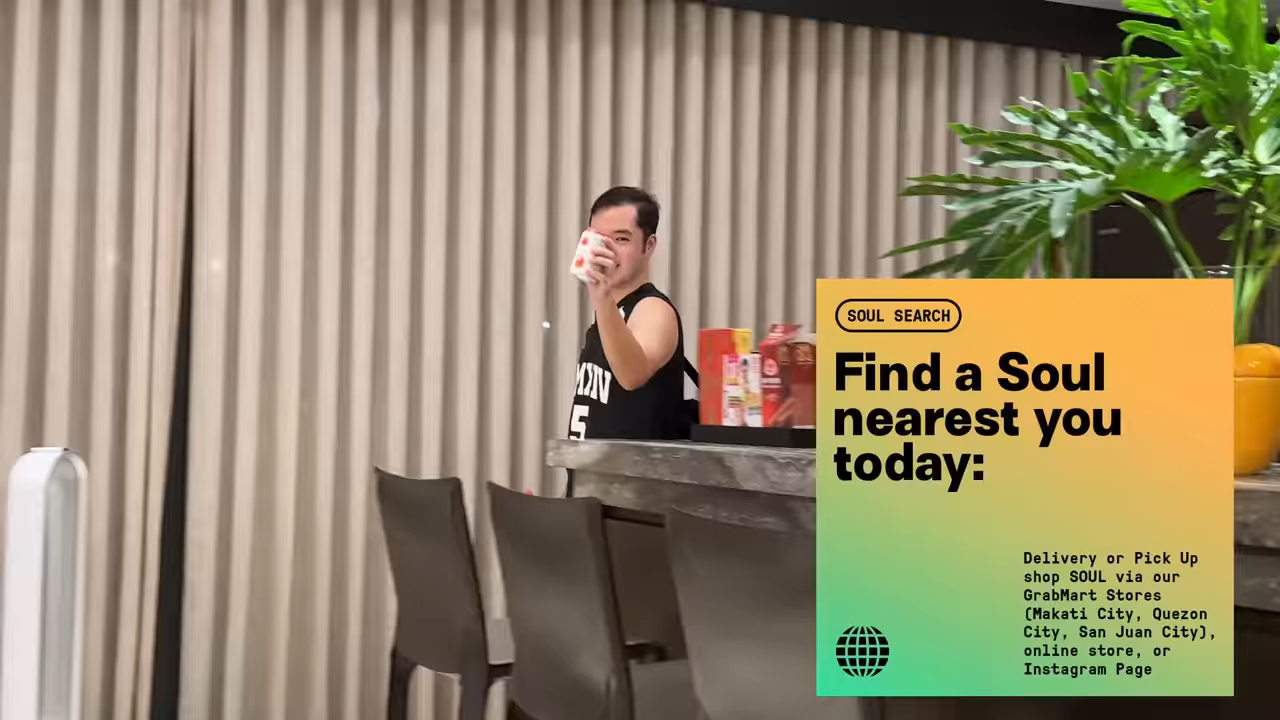 SOUL SEARCH
Find a Soul
nearest you
today:
Delivery or Pick Up
shop SOUL via our
GrabMart Stores
(Makati City, Quezon
City, San Juan City),
online store, or
Instagram Page
5